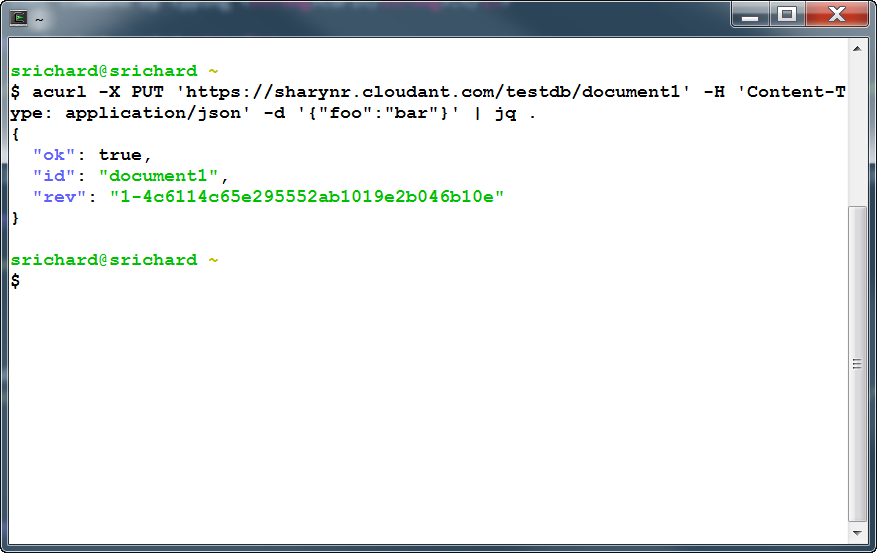 ~
srichard@srichard ~
$ acurl -X PUT 'https://sharynr.cloudant.com/testdb/document1' -H 'Content-T
ype: application/json' -d '{"foo":"bar"}' | jq .
{
  "ok": true,
  "id": "document1",
  "rev": "1-4c6114c65e295552ab1019e2b046b10e"
}
srichard@srichard ~
$